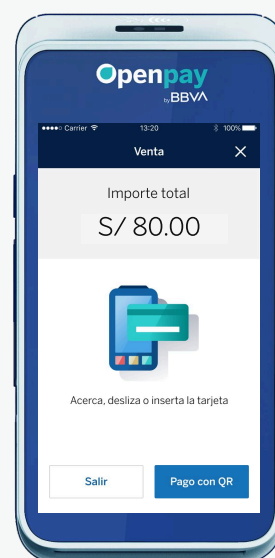 Openpay
by BBVA
Carrier 13:20 100%
Venta
Importe total
S/ 80.00
Acerca, desliza o inserta la tarjeta
Salir Pago con QR